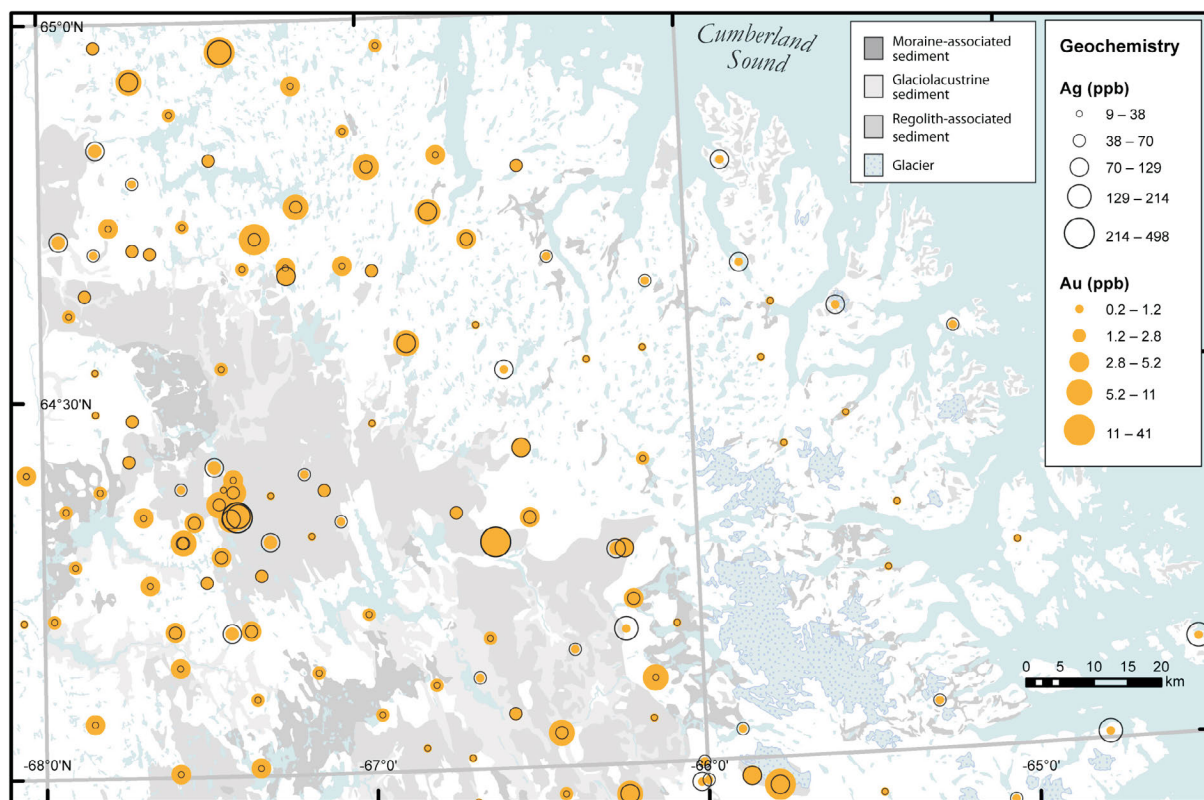 65°0'N
Cumberland
Sound
Moraine-associated
sediment
Glaciolacustrine
sediment
Regolith-associated
sediment
Glacier
Geochemistry
Ag (ppb)
9 – 38
38 – 70
70 – 129
129 – 214
214 – 498
Au (ppb)
0.2 – 1.2
1.2 – 2.8
2.8 – 5.2
5.2 – 11
11 – 41
64°30'N
0 5 10 15 20
km
-68°0'N
-67°0'
-66°0'
-65°0'